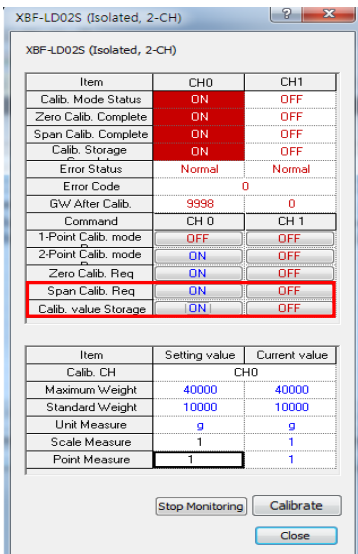 XBF-LD02S (Isolated, 2-CH)
XBF-LD02S (Isolated, 2-CH)
Item CH0 CH1
Calib. Mode Status ON OFF
Zero Calib. Complete ON OFF
Span Calib. Complete ON OFF
Calib. Storage ON OFF
Error Status Normal Normal
Error Code 0
GW After Calib. 9998 0
Command CH 0 CH 1
1-Point Calib. mode OFF OFF
2-Point Calib. mode ON OFF
Zero Calib. Req ON OFF
Span Calib. Req ON OFF
Calib. value Storage ON OFF
Item Setting value Current value
Calib. CH CH0
Maximum Weight 40000 40000
Standard Weight 10000 10000
Unit Measure g g
Scale Measure 1 1
Point Measure 1 1
Stop Monitoring Calibrate
Close